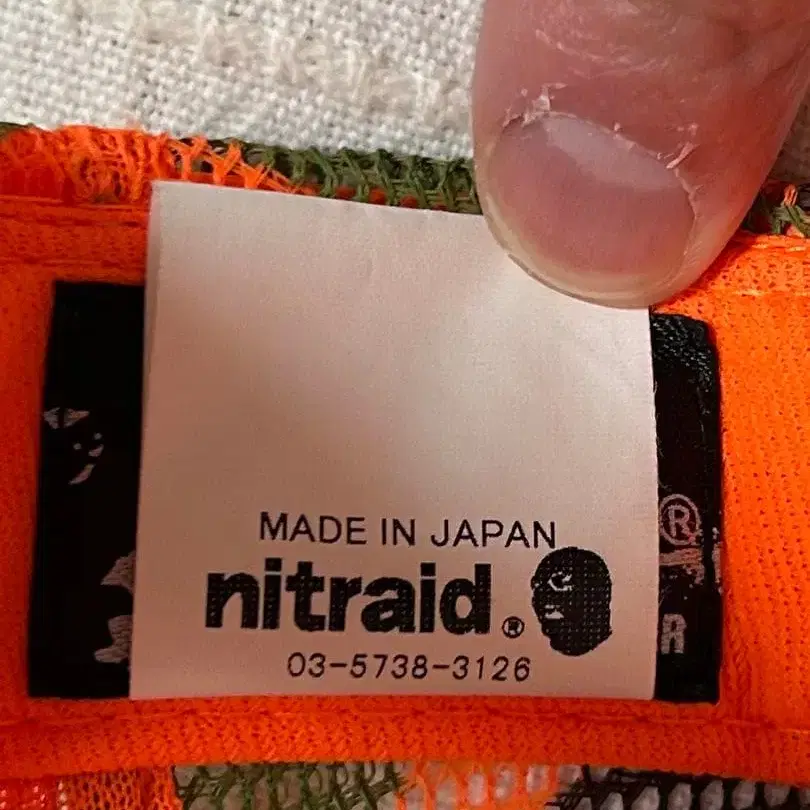 MADE IN JAPAN
nitraid®
03-5738-3126
®
R